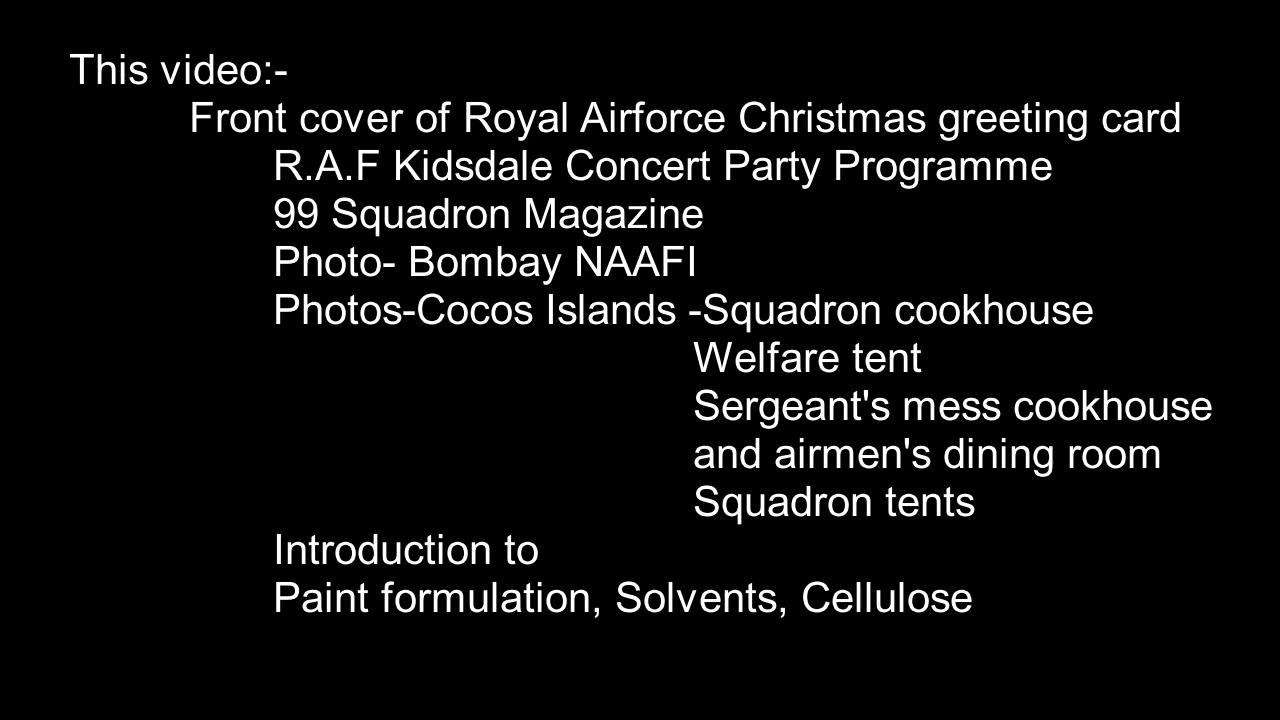 This video:-
Front cover of Royal Airforce Christmas greeting card
R.A.F Kidsdale Concert Party Programme
99 Squadron Magazine
Photo- Bombay NAAFI
Photos-Cocos Islands -Squadron cookhouse
Welfare tent
Sergeant's mess cookhouse
and airmen's dining room
Squadron tents
Introduction to
Paint formulation, Solvents, Cellulose